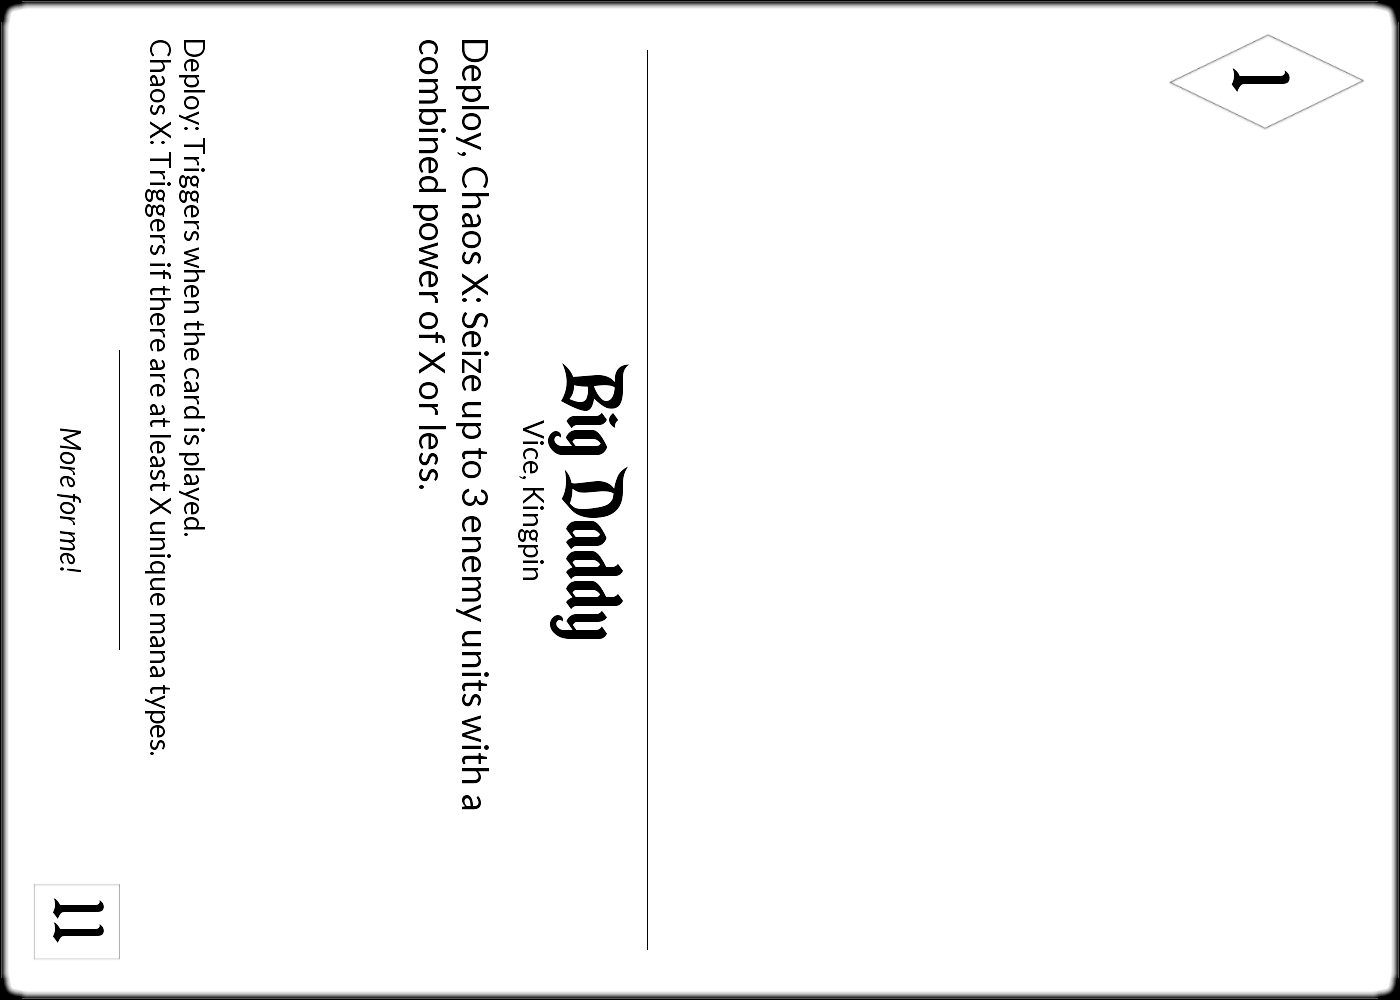 1
Big Daddy
Vice, Kingpin
Deploy, Chaos X: Seize up to 3 enemy units with a
combined power of X or less.
Deploy: Triggers when the card is played.
Chaos X: Triggers if there are at least X unique mana types.
More for me!
11